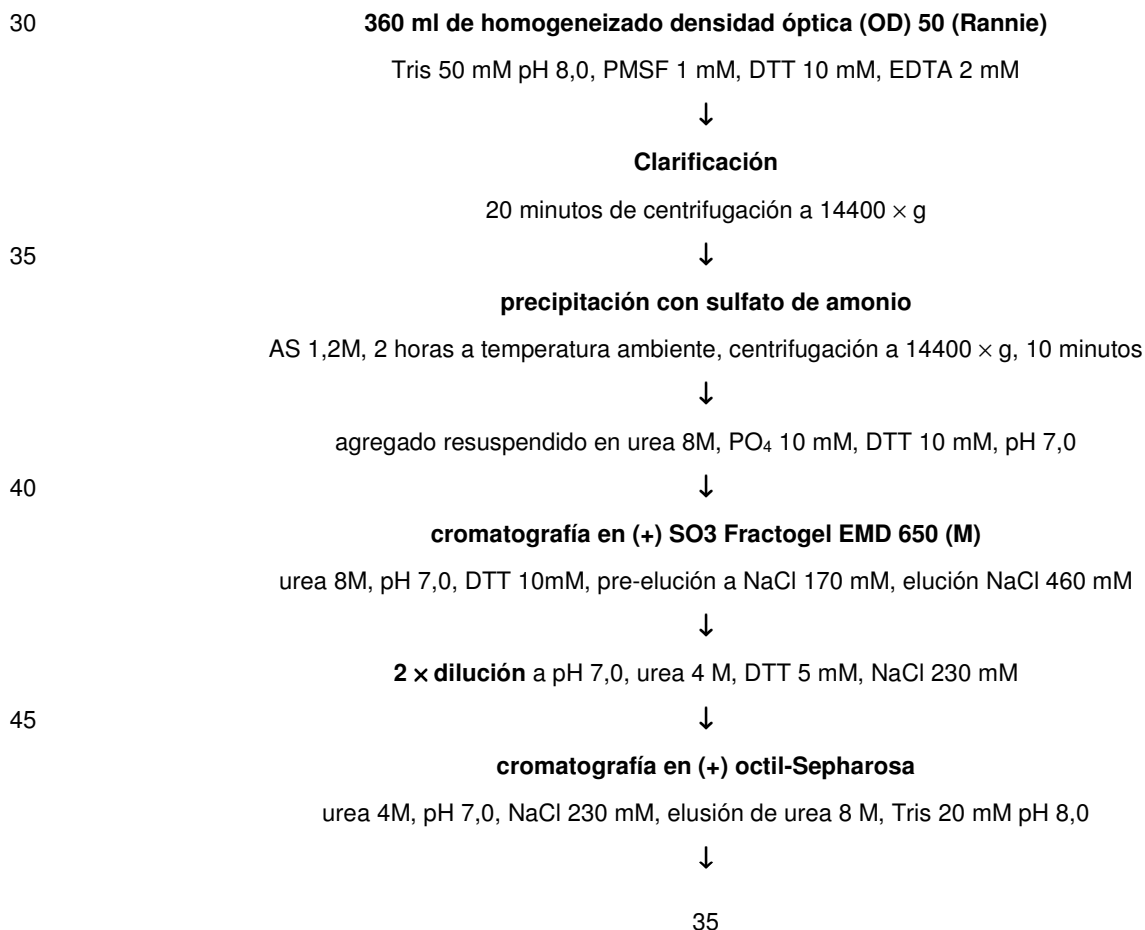 30 360 ml de homogeneizado densidad óptica (OD) 50 (Rannie)
Tris 50 mM pH 8,0, PMSF 1 mM, DTT 10 mM, EDTA 2 mM
↓
Clarificación
20 minutos de centrifugación a 14400 × g
35 ↓
precipitación con sulfato de amonio
AS 1,2M, 2 horas a temperatura ambiente, centrifugación a 14400 × g, 10 minutos
↓
agregado resuspendido en urea 8M, PO4 10 mM, DTT 10 mM, pH 7,0
40 ↓
cromatografía en (+) SO3 Fractogel EMD 650 (M)
urea 8M, pH 7,0, DTT 10mM, pre-elución a NaCl 170 mM, elución NaCl 460 mM
↓
2 × dilución a pH 7,0, urea 4 M, DTT 5 mM, NaCl 230 mM
45 ↓
cromatografía en (+) octil-Sepharosa
urea 4M, pH 7,0, NaCl 230 mM, elusión de urea 8 M, Tris 20 mM pH 8,0
↓
35